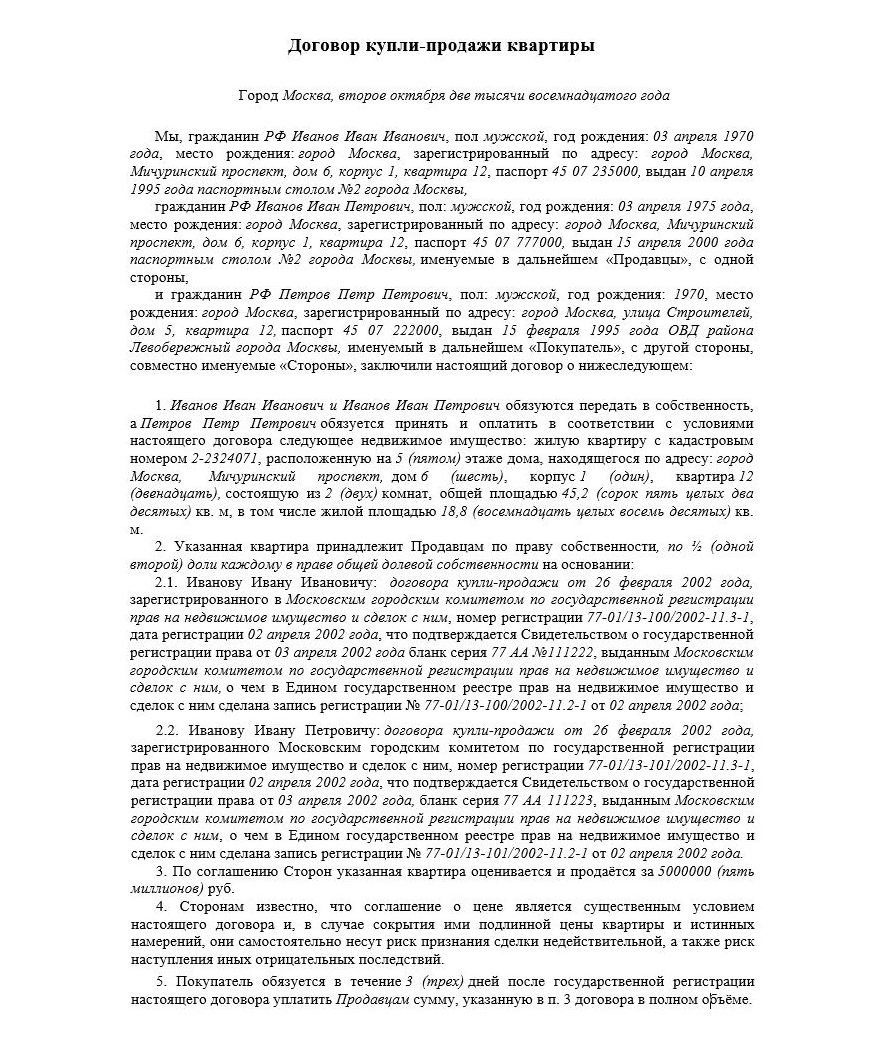 Договор купли-продажи квартиры
Город Москва, второе октября две тысячи восемнадцатого года
Мы, гражданин РФ Иванов Иван Иванович, пол мужской, год рождения: 03 апреля 1970
года, место рождения: город Москва, зарегистрированный по адресу: город Москва,
Мичуринский проспект, дом 6, корпус 1, квартира 12, паспорт 45 07 235000, выдан 10 апреля
1995 года паспортным столом №2 города Москвы,
гражданин РФ Иванов Иван Петрович, пол: мужской, год рождения: 03 апреля 1975 года,
место рождения: город Москва, зарегистрированный по адресу: город Москва, Мичуринский
проспект, дом 6, корпус 1, квартира 12, паспорт 45 07 777000, выдан 15 апреля 2000 года
паспортным столом №2 города Москвы, именуемые в дальнейшем «Продавцы», с одной
стороны,
и гражданин РФ Петров Петр Петрович, пол: мужской, год рождения: 1970, место
рождения: город Москва, зарегистрированный по адресу: город Москва, улица Строителей,
дом 5, квартира 12, паспорт 45 07 222000, выдан 15 февраля 1995 года ОВД района
Левобережный города Москвы, именуемый в дальнейшем «Покупатель», с другой стороны,
совместно именуемые «Стороны», заключили настоящий договор о нижеследующем:
1. Иванов Иван Иванович и Иванов Иван Петрович обязуются передать в собственность,
а Петров Петр Петрович обязуется принять и оплатить в соответствии с условиями
настоящего договора следующее недвижимое имущество: жилую квартиру с кадастровым
номером 2-2324071, расположенную на 5 (пятом) этаже дома, находящегося по адресу: город
Москва, Мичуринский проспект, дом 6 (шесть), корпус 1 (один), квартира 12
(двенадцать), состоящую из 2 (двух) комнат, общей площадью 45,2 (сорок пять целых два
десятых) кв. м, в том числе жилой площадью 18,8 (восемнадцать целых восемь десятых) кв.
м.
2. Указанная квартира принадлежит Продавцам по праву собственности, по ½ (одной
второй) доли каждому в праве общей долевой собственности на основании:
2.1. Иванову Ивану Ивановичу: договора купли-продажи от 26 февраля 2002 года,
зарегистрированного в Московским городским комитетом по государственной регистрации
прав на недвижимое имущество и сделок с ним, номер регистрации 77-01/13-100/2002-11.3-1,
дата регистрации 02 апреля 2002 года, что подтверждается Свидетельством о государственной
регистрации права от 03 апреля 2002 года бланк серия 77 АА №111222, выданным Московским
городским комитетом по государственной регистрации прав на недвижимое имущество и
сделок с ним, о чем в Едином государственном реестре прав на недвижимое имущество и
сделок с ним сделана запись регистрации № 77-01/13-100/2002-11.2-1 от 02 апреля 2002 года;
2.2. Иванову Ивану Петровичу: договора купли-продажи от 26 февраля 2002 года,
зарегистрированного Московским городским комитетом по государственной регистрации
прав на недвижимое имущество и сделок с ним, номер регистрации 77-01/13-101/2002-11.3-1,
дата регистрации 02 апреля 2002 года, что подтверждается Свидетельством о государственной
регистрации права от 03 апреля 2002 года, бланк серия 77 АА 111223, выданным Московским
городским комитетом по государственной регистрации прав на недвижимое имущество и
сделок с ним, о чем в Едином государственном реестре прав на недвижимое имущество и
сделок с ним сделана запись регистрации № 77-01/13-101/2002-11.2-1 от 02 апреля 2002 года.
3. По соглашению Сторон указанная квартира оценивается и продаётся за 5000000 (пять
миллионов) руб.
4. Сторонам известно, что соглашение о цене является существенным условием
настоящего договора и, в случае сокрытия ими подлинной цены квартиры и истинных
намерений, они самостоятельно несут риск признания сделки недействительной, а также риск
наступления иных отрицательных последствий.
5. Покупатель обязуется в течение 3 (трех) дней после государственной регистрации
настоящего договора уплатить Продавцам сумму, указанную в п. 3 договора в полном объёме.